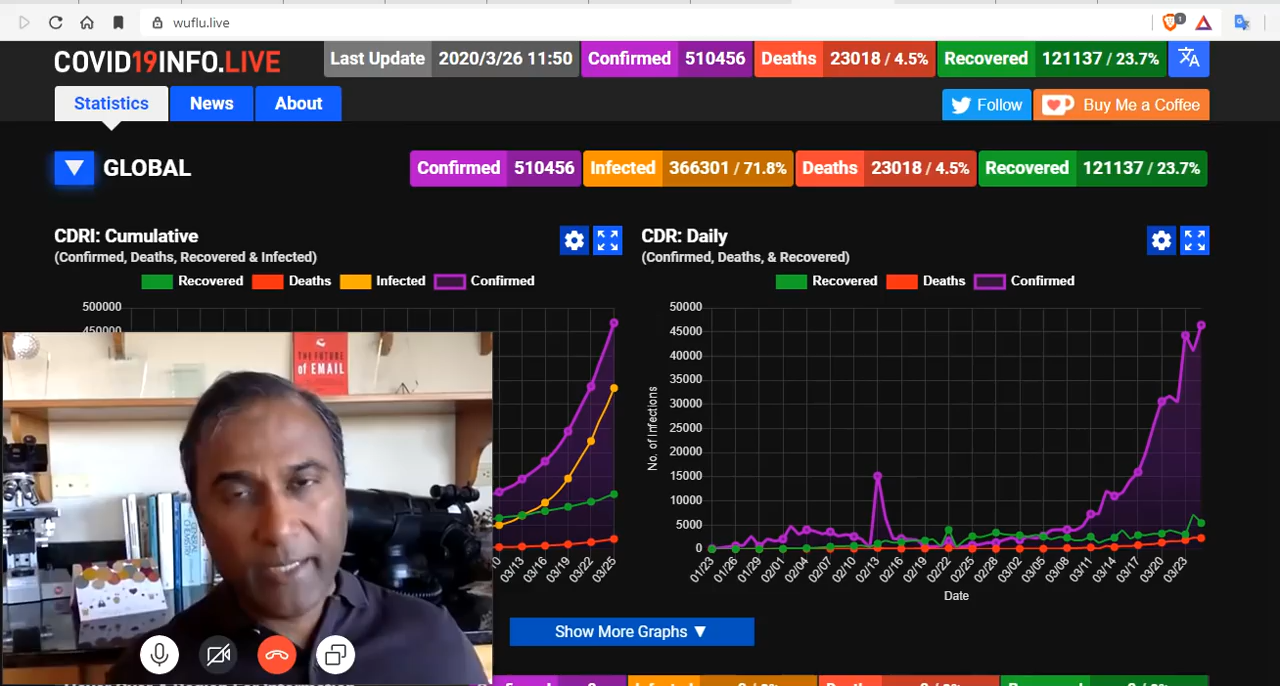 wuflu.live
1
COVID19INFO.LIVE
Last Update 2020/3/26 11:50 Confirmed 510456 Deaths 23018 / 4.5% Recovered 121137 / 23.7%
Statistics News About
Follow Buy Me a Coffee
GLOBAL
Confirmed 510456 Infected 366301 / 71.8% Deaths 23018 / 4.5% Recovered 121137 / 23.7%
CDRI: Cumulative
(Confirmed, Deaths, Recovered & Infected)
Recovered Deaths Infected Confirmed
500000
450000
THE FUTURE
of EMAIL
03/13 03/16 03/19 03/22 03/25
CDR: Daily
(Confirmed, Deaths, & Recovered)
Recovered Deaths Confirmed
50000
45000
40000
35000
30000
25000
20000
15000
10000
5000
0
No. of Infections
01/23 01/26 01/29 02/01 02/04 02/07 02/10 02/13 02/16 02/19 02/22 02/25 02/28 03/02 03/05 03/08 03/11 03/14 03/17 03/20 03/23
Date
Show More Graphs